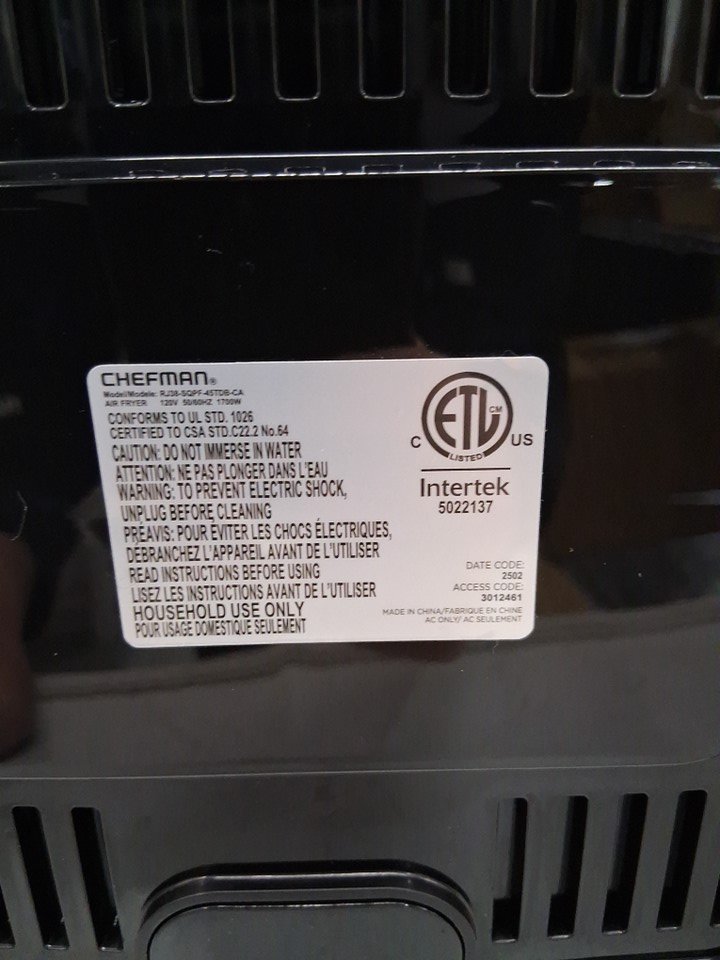 CHEFMAN®
Model/Modele: RJ38-SQPF-45TDB-CA
AIR FRYER 120V 50/60HZ 1700W
CONFORMS TO UL STD. 1026
CERTIFIED TO CSA STD.C22.2 No.64
CAUTION: DO NOT IMMERSE IN WATER
ATTENTION: NE PAS PLONGER DANS L'EAU
WARNING: TO PREVENT ELECTRIC SHOCK,
UNPLUG BEFORE CLEANING
PRÉAVIS: POUR ÉVITER LES CHOCS ÉLECTRIQUES,
DÉBRANCHEZ L'APPAREIL AVANT DE L'UTILISER
READ INSTRUCTIONS BEFORE USING
LISEZ LES INSTRUCTIONS AVANT DE L'UTILISER
HOUSEHOLD USE ONLY
POUR USAGE DOMESTIQUE SEULEMENT
ETL CM
C LISTED US
Intertek
5022137
DATE CODE:
2502
ACCESS CODE:
3012461
MADE IN CHINA/FABRIQUE EN CHINE
AC ONLY/ AC SEULEMENT